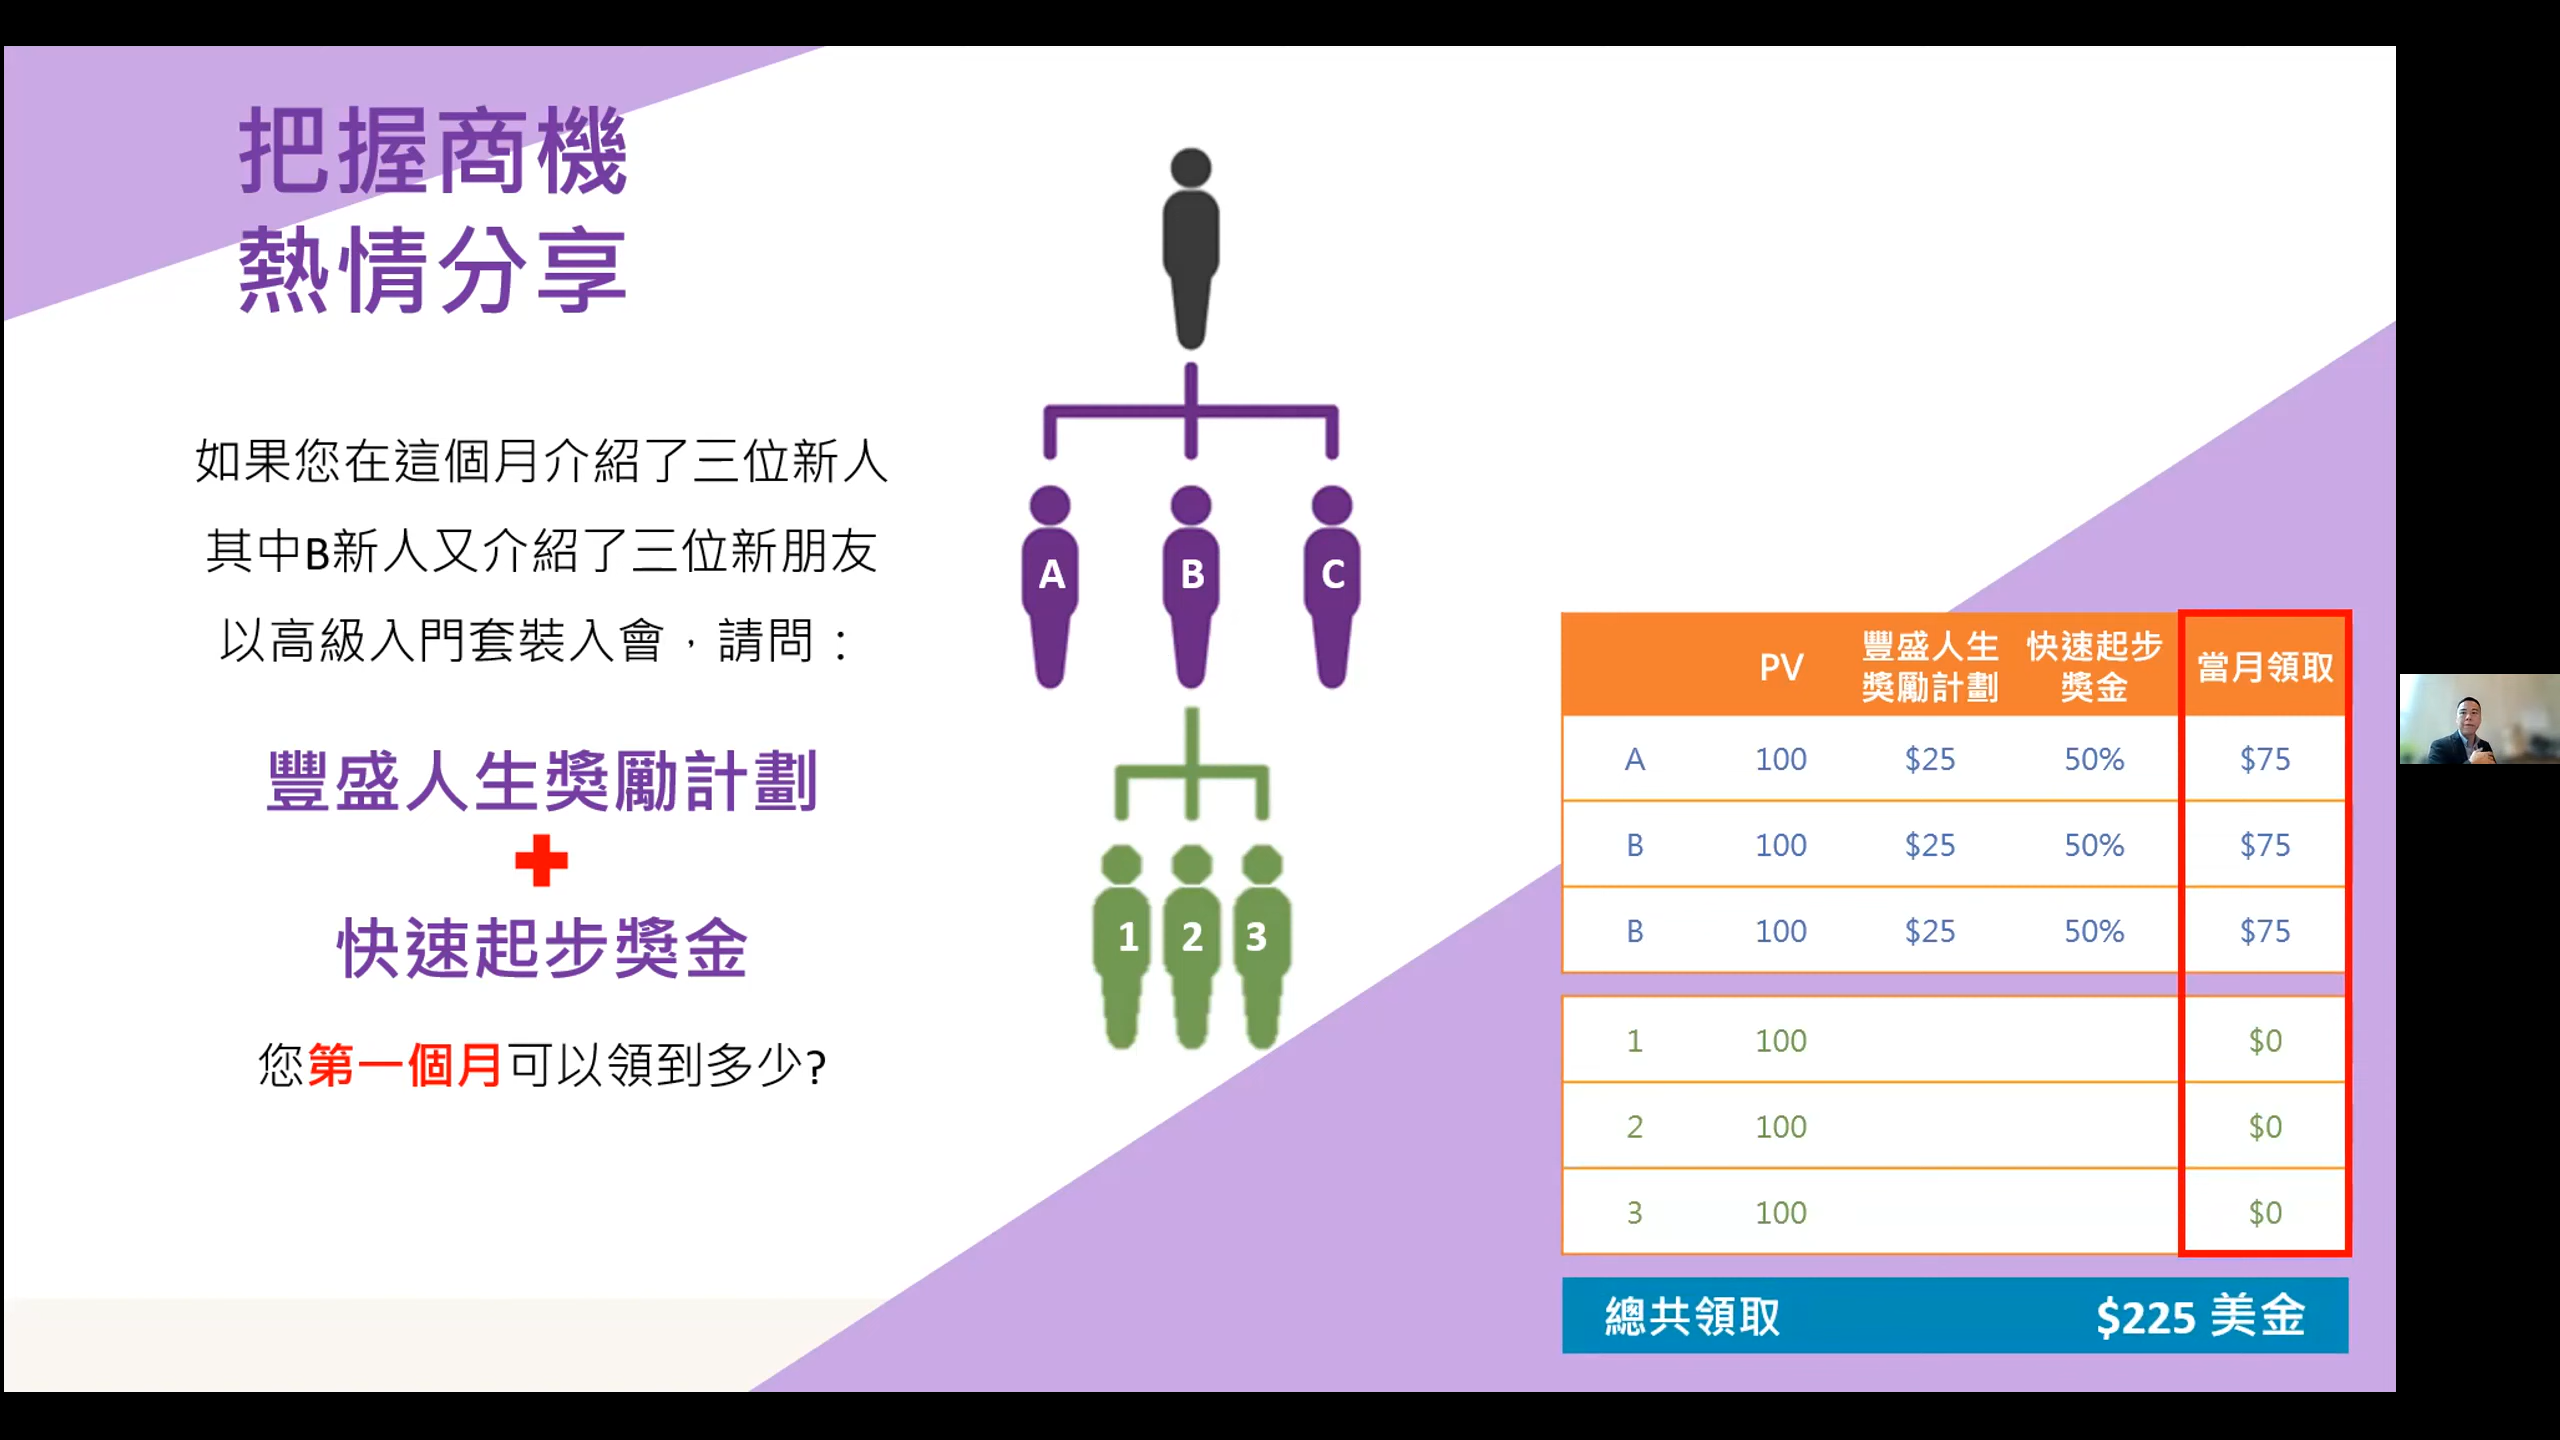 把握商機
熱情分享
如果您在這個月介紹了三位新人
其中B新人又介紹了三位新朋友
以高級入門套裝入會，請問：
豐盛人生獎勵計劃
快速起步獎金
您第一個月可以領到多少?
A B C
1 2 3
PV 豐盛人生獎勵計劃 快速起步獎金 當月領取
A 100 $25 50% $75
B 100 $25 50% $75
B 100 $25 50% $75
1 100 $0
2 100 $0
3 100 $0
總共領取 $225 美金